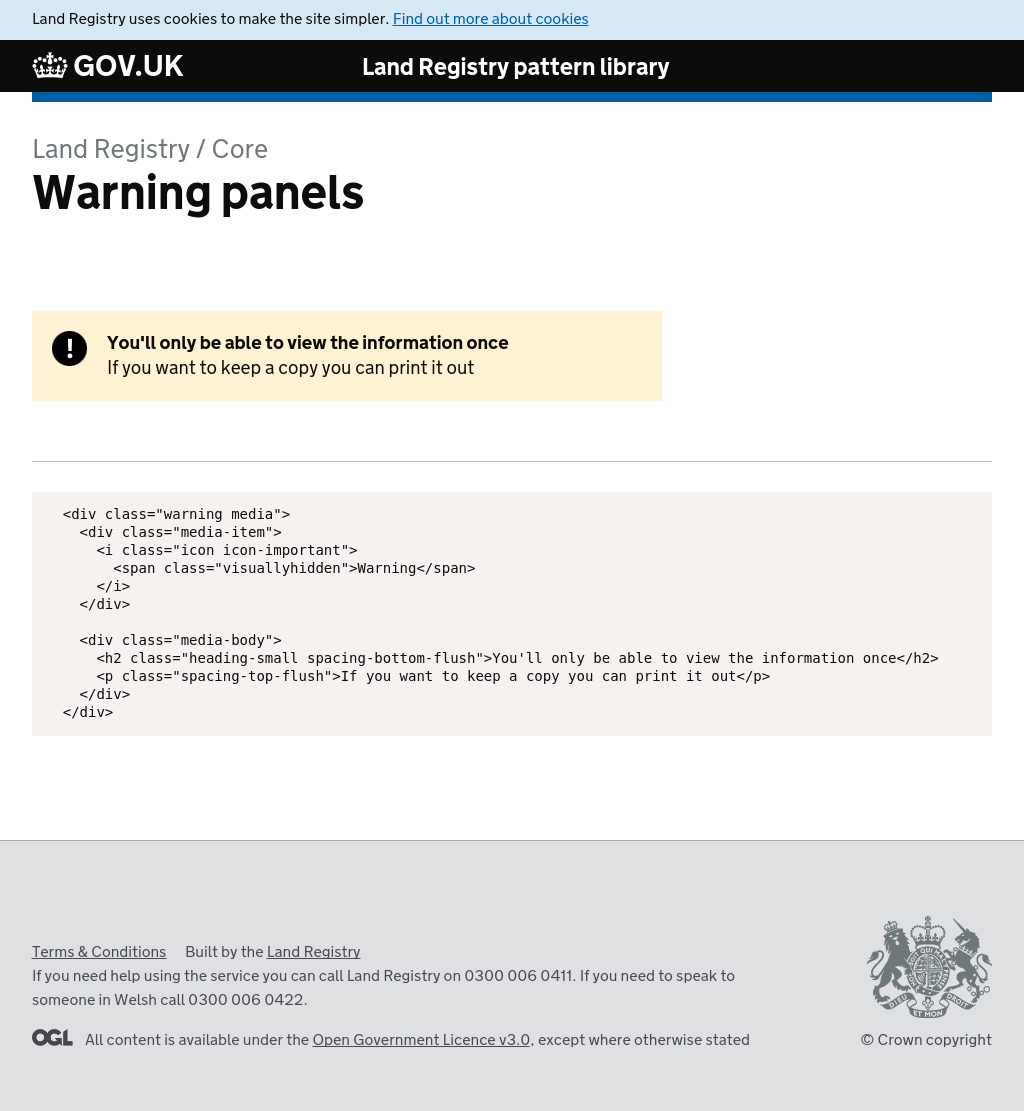 Land Registry uses cookies to make the site simpler. Find out more about cookies
GOV.UK
Land Registry pattern library
Land Registry / Core
Warning panels
!
You'll only be able to view the information once
If you want to keep a copy you can print it out
<div class="warning media">
  <div class="media-item">
    <i class="icon icon-important">
      <span class="visuallyhidden">Warning</span>
    </i>
  </div>

  <div class="media-body">
    <h2 class="heading-small spacing-bottom-flush">You'll only be able to view the information once</h2>
    <p class="spacing-top-flush">If you want to keep a copy you can print it out</p>
  </div>
</div>
Terms & Conditions Built by the Land Registry
If you need help using the service you can call Land Registry on 0300 006 0411. If you need to speak to
someone in Welsh call 0300 006 0422.
OGL All content is available under the Open Government Licence v3.0, except where otherwise stated
DIEU ET MON DROIT
© Crown copyright